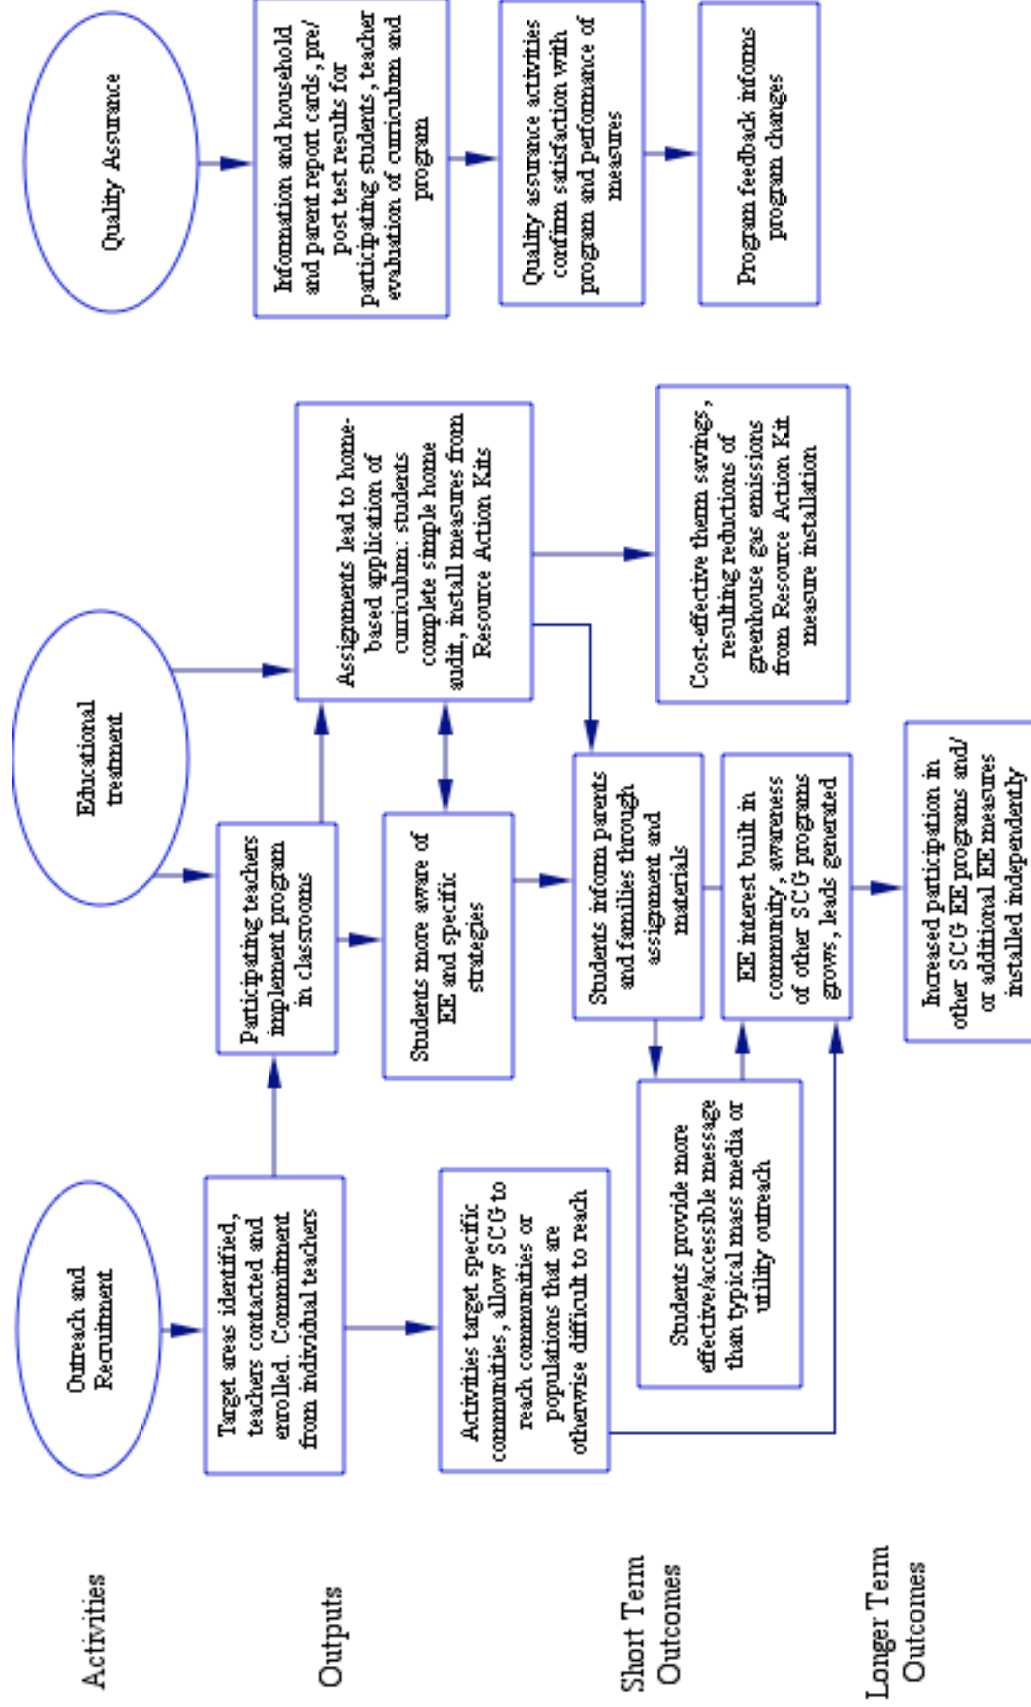 Activities
Outreach and
Recruitment
Educational
treatment
Quality Assurance
Outputs
Target areas identified,
teachers contacted and
enrolled. Commitment
from individual teachers
Participating teachers
implement program
in classrooms
Assignments lead to home-
based application of
curriculum: students
complete simple home
audit, install measures from
Resource Action Kits
Information and household
and parent report cards, pre/
post test results for
participating students, teacher
evaluation of curriculum and
program
Activities target specific
communities, allow SCG to
reach communities or
populations that are
otherwise difficult to reach
Students more aware of
EE and specific
strategies
Quality assurance activities
confirm satisfaction with
program and performance of
measures
Short Term
Outcomes
Students provide more
effective/accessible message
than typical mass media or
utility outreach
Students inform parents
and families through
assignment and
materials
Cost-effective therm savings,
resulting reductions of
greenhouse gas emissions
from Resource Action Kit
measure installation
Program feedback informs
program changes
EE interest built in
community, awareness
of other SCG programs
grows, leads generated
Longer Term
Outcomes
Increased participation in
other SCG EE programs and/
or additional EE measures
installed independently